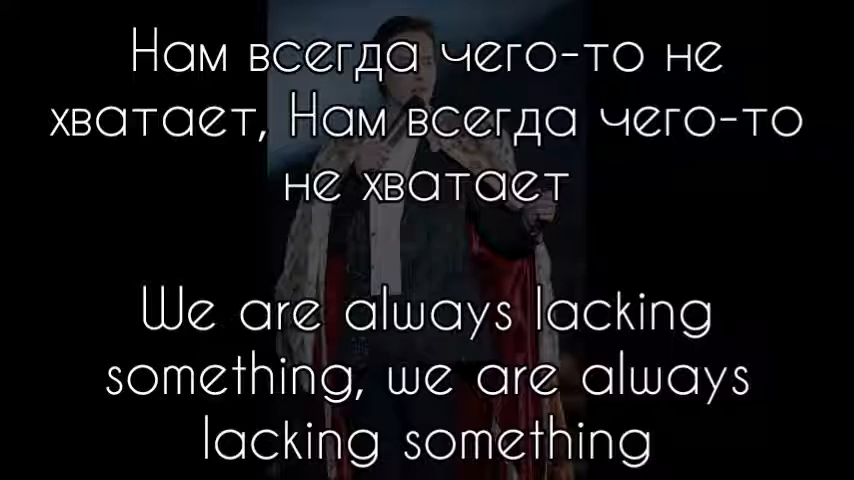 Нам всегда чего-то не
хватает, Нам всегда чего-то
не хватает
We are always lacking
something, we are always
lacking something